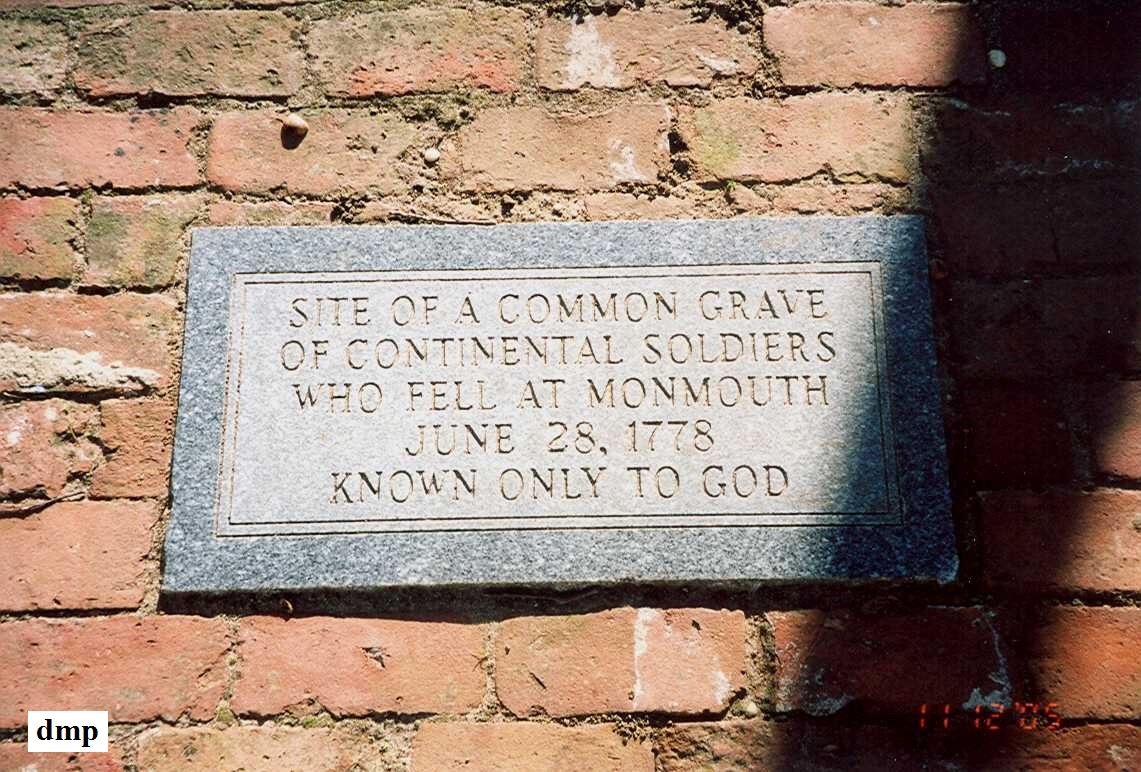 SITE OF A COMMON GRAVE
OF CONTINENTAL SOLDIERS
WHO FELL AT MONMOUTH
JUNE 28, 1778
KNOWN ONLY TO GOD
dmp
11 12 '05